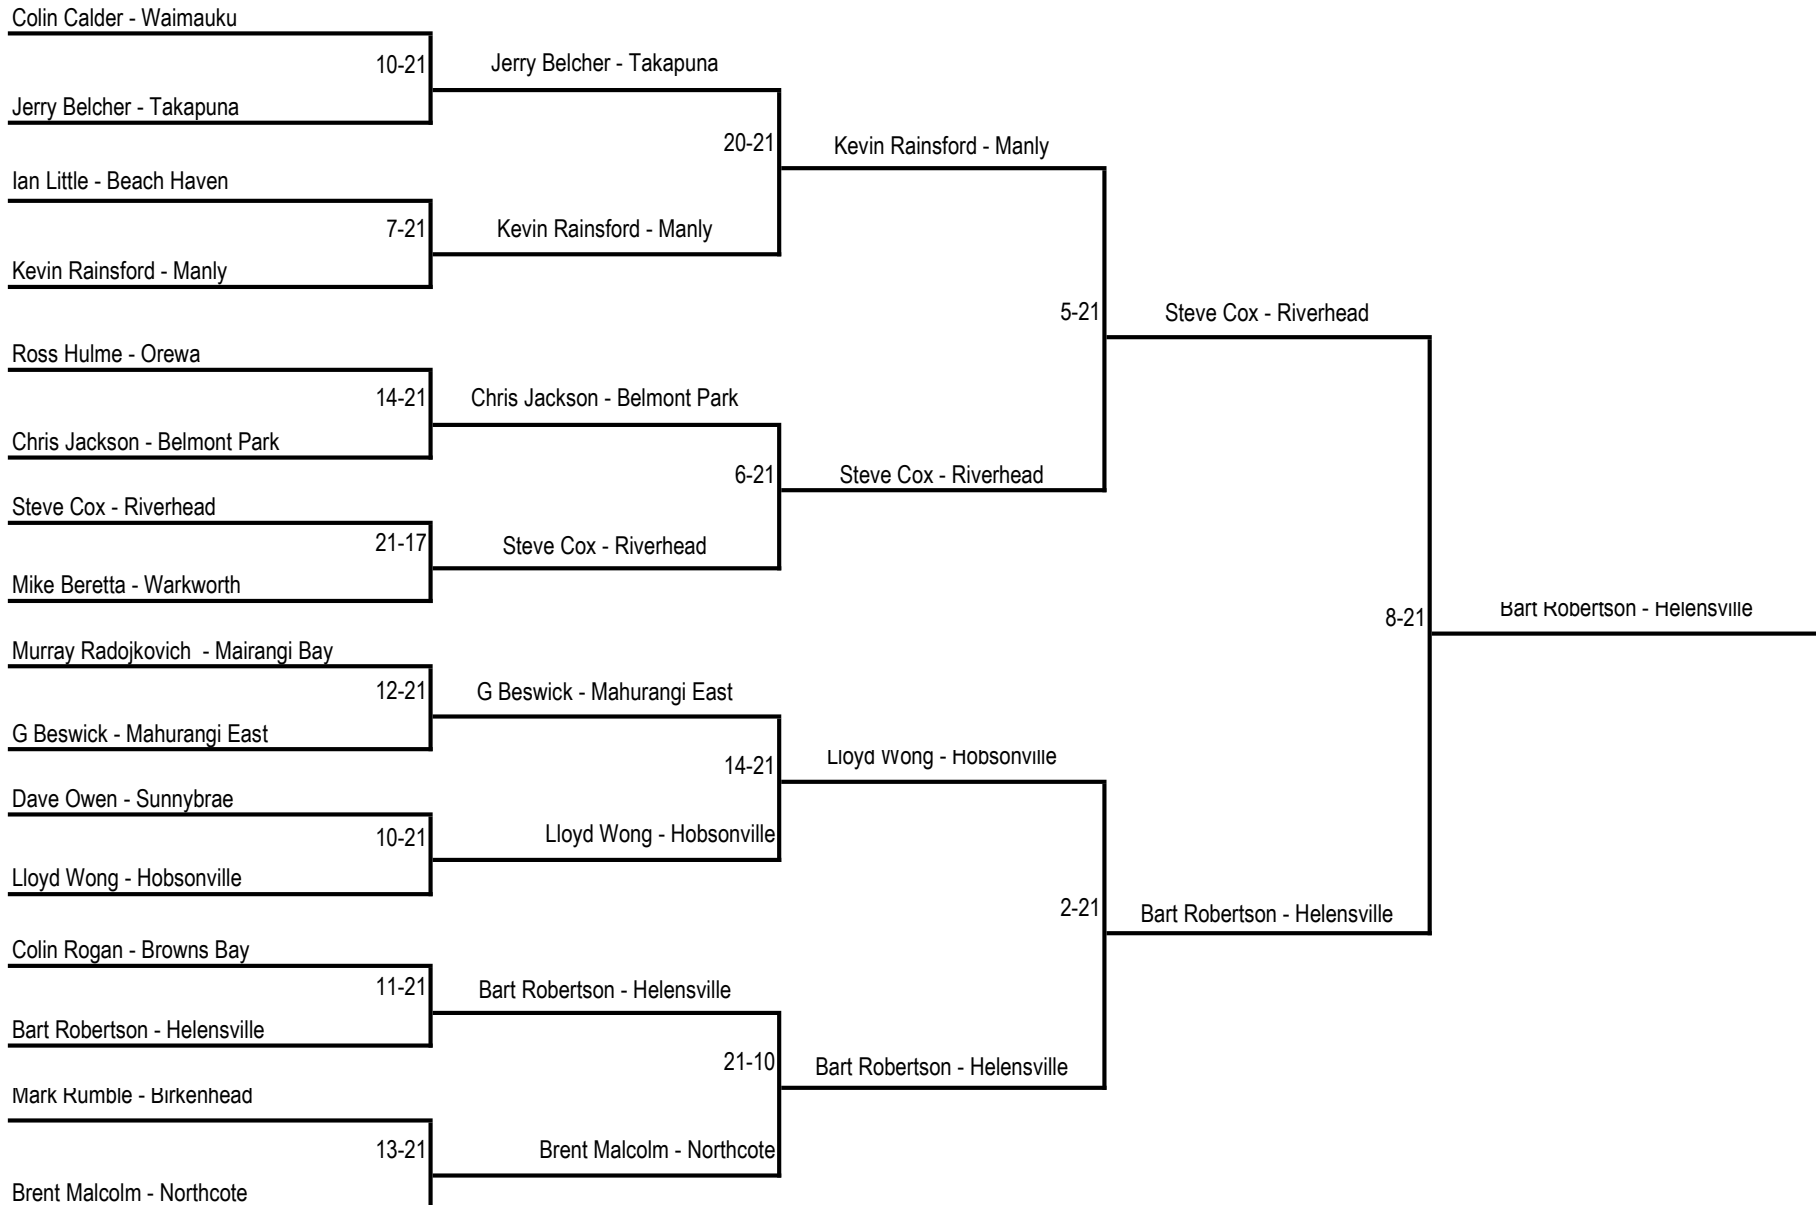 Colin Calder - Waimauku
10-21
Jerry Belcher - Takapuna
Jerry Belcher - Takapuna
20-21
Kevin Rainsford - Manly
Ian Little - Beach Haven
7-21
Kevin Rainsford - Manly
Kevin Rainsford - Manly
5-21
Steve Cox - Riverhead
Ross Hulme - Orewa
14-21
Chris Jackson - Belmont Park
Chris Jackson - Belmont Park
6-21
Steve Cox - Riverhead
Steve Cox - Riverhead
21-17
Steve Cox - Riverhead
Mike Beretta - Warkworth
8-21
Bart Robertson - Helensville
Murray Radojkovich  - Mairangi Bay
12-21
G Beswick - Mahurangi East
G Beswick - Mahurangi East
14-21
Lloyd Wong - Hobsonville
Dave Owen - Sunnybrae
10-21
Lloyd Wong - Hobsonville
Lloyd Wong - Hobsonville
2-21
Bart Robertson - Helensville
Colin Rogan - Browns Bay
11-21
Bart Robertson - Helensville
Bart Robertson - Helensville
21-10
Bart Robertson - Helensville
Mark Rumble - Birkenhead
13-21
Brent Malcolm - Northcote
Brent Malcolm - Northcote